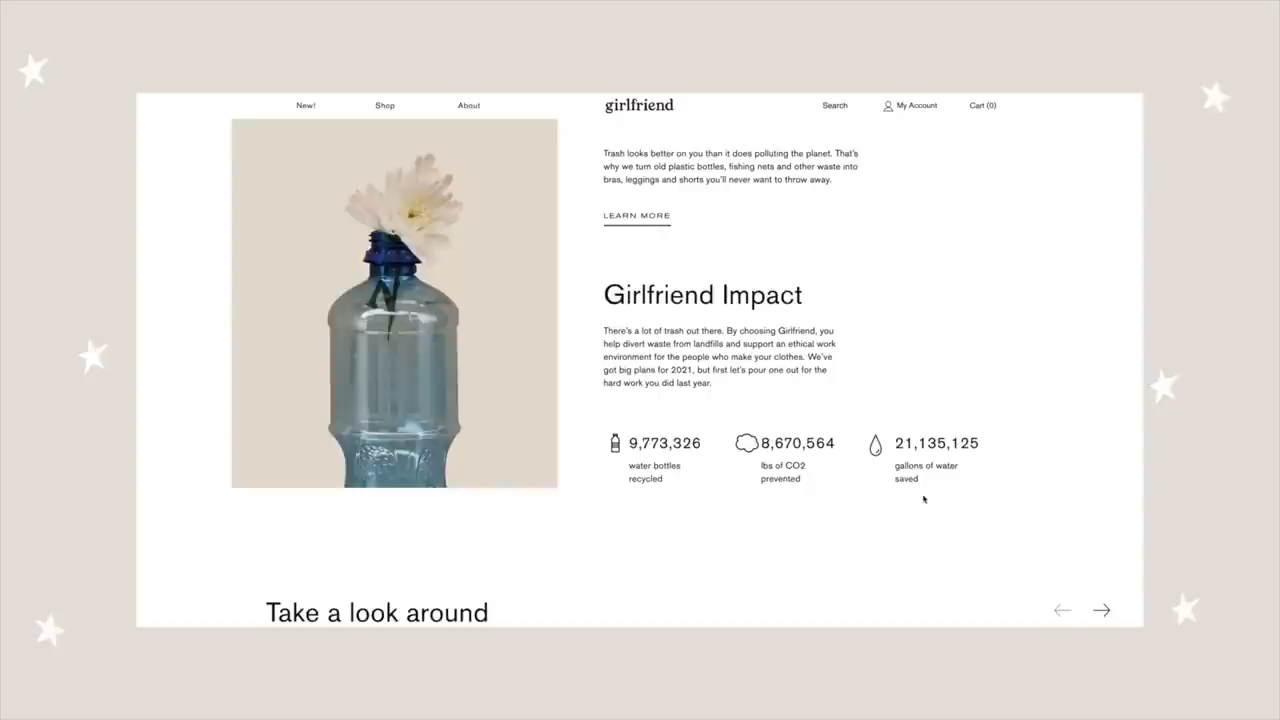 New!
Shop
About
girlfriend
Search
My Account
Cart (0)
Trash looks better on you than it does polluting the planet. That's
why we turn old plastic bottles, fishing nets and other waste into
bras, leggings and shorts you'll never want to throw away.
LEARN MORE
Girlfriend Impact
There's a lot of trash out there. By choosing Girlfriend, you
help divert waste from landfills and support an ethical work
environment for the people who make your clothes. We've
got big plans for 2021, but first let's pour one out for the
hard work you did last year.
9,773,326
water bottles
recycled
8,670,564
lbs of CO2
prevented
21,135,125
gallons of water
saved
Take a look around